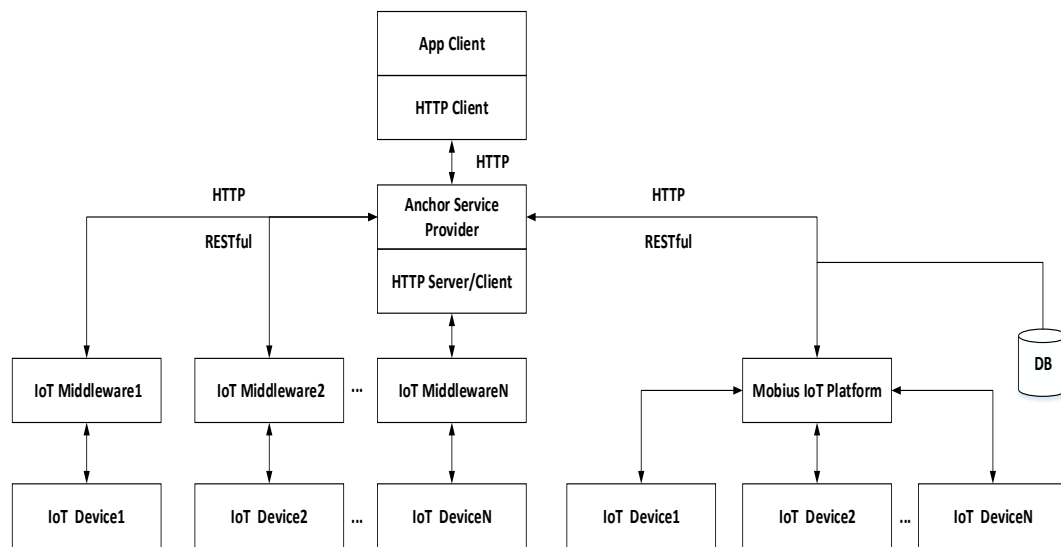 App Client
HTTP Client
HTTP
HTTP
HTTP
Anchor Service
Provider
RESTful
RESTful
HTTP Server/Client
DB
IoT Middleware1
IoT Middleware2
...
IoT MiddlewareN
Mobius IoT Platform
IoT Device1
IoT Device2
...
IoT DeviceN
IoT Device1
IoT Device2
...
IoT DeviceN